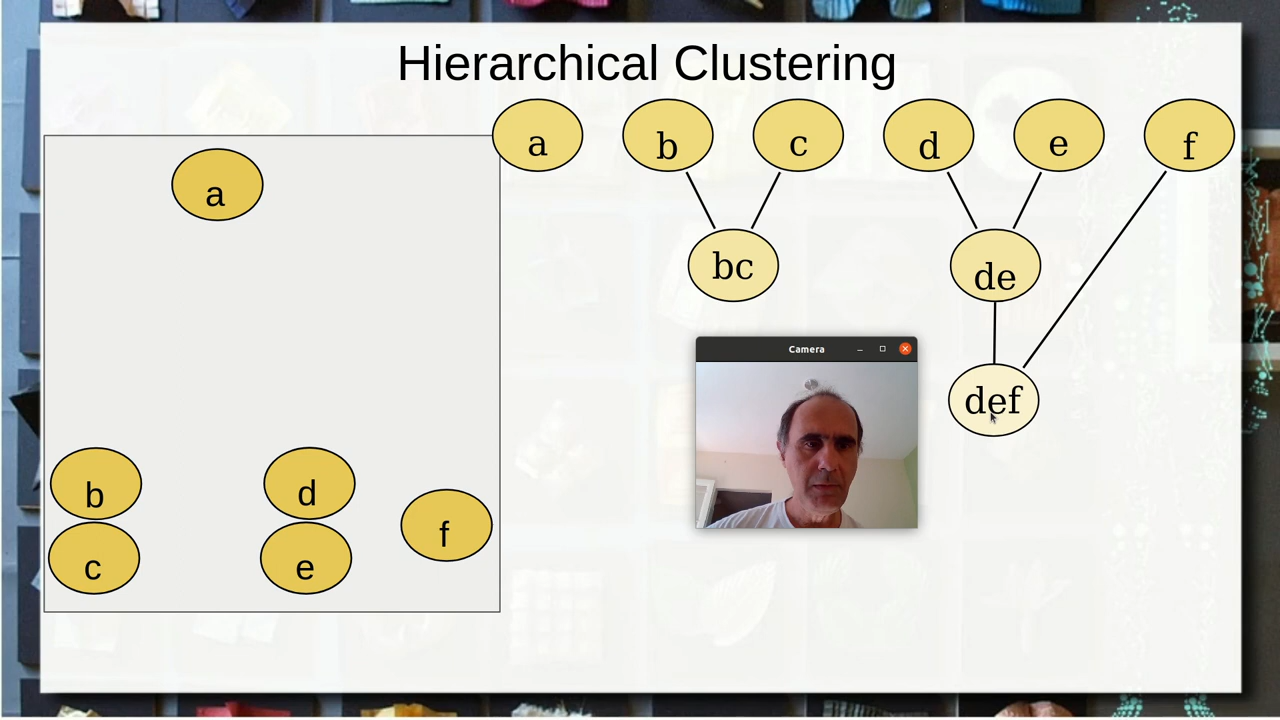 Hierarchical Clustering
a b c d e f
a
bc de
Camera
def
b d
f
c e